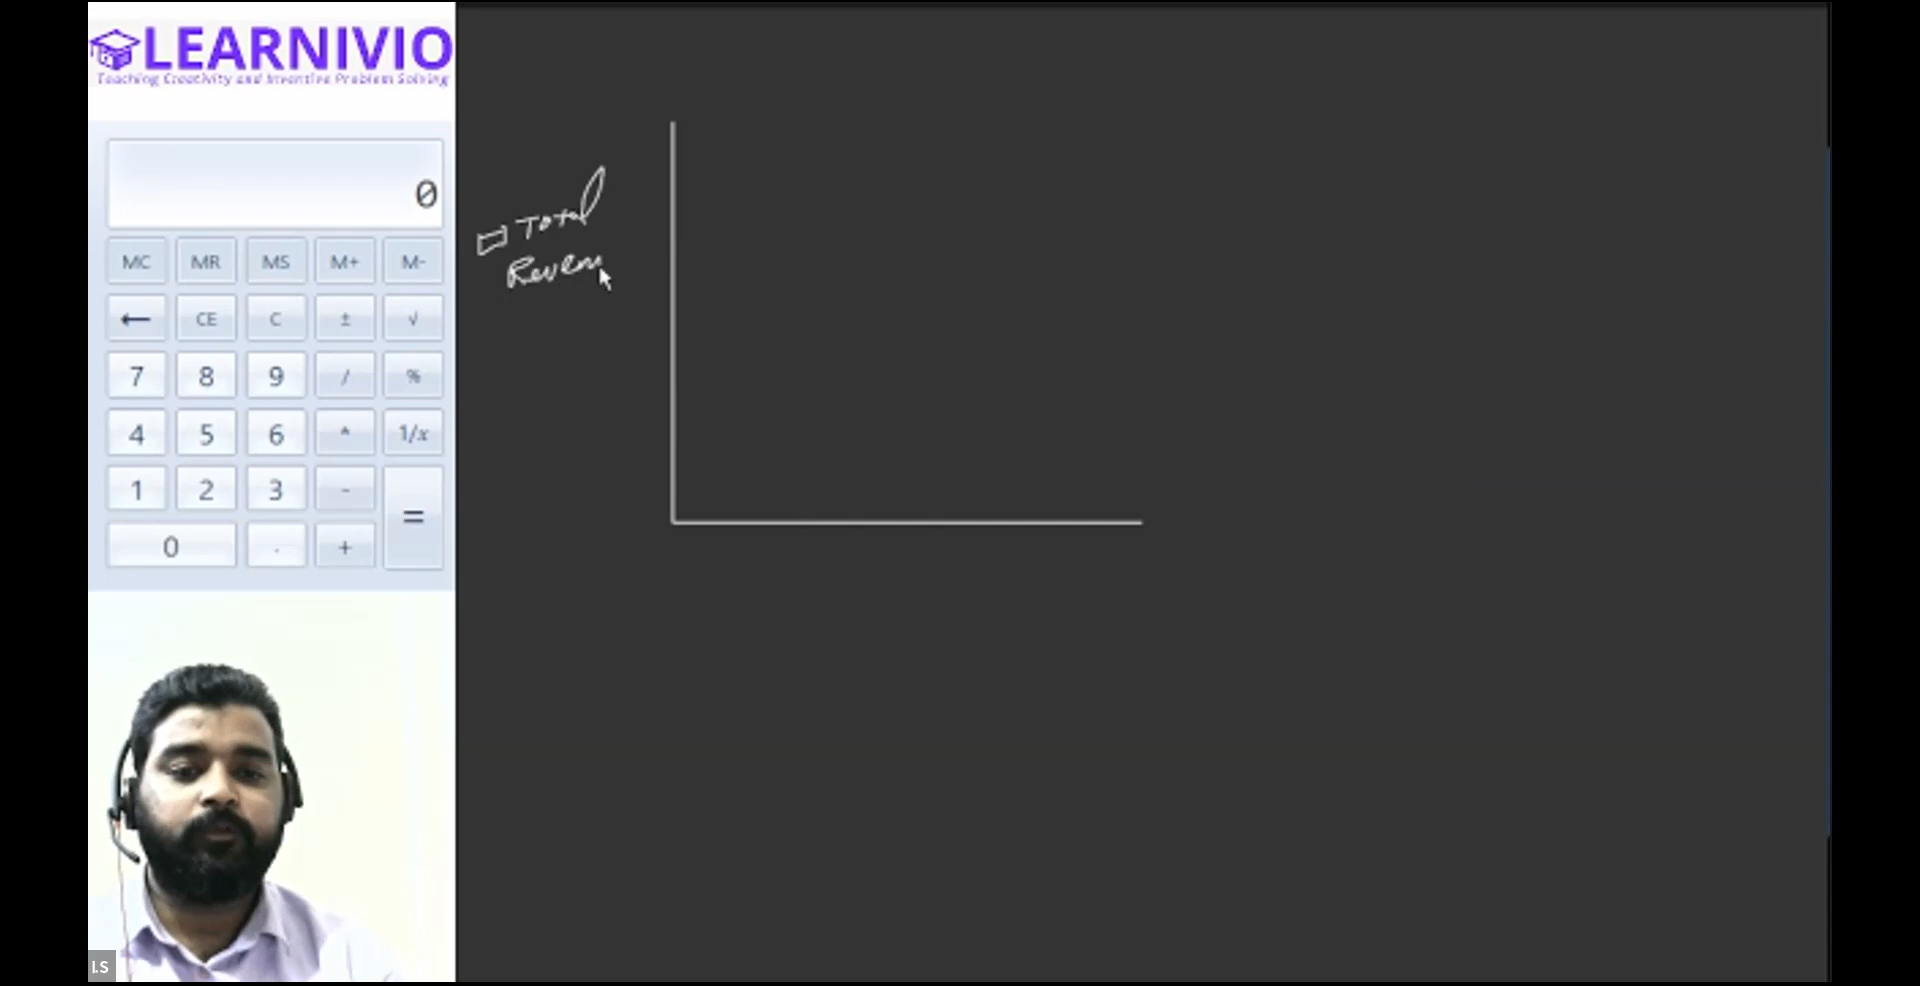 LEARNIVIO
Teaching Creativity and Inventive Problem Solving
0
MC MR MS M+ M-
← CE C ± √
7 8 9 / %
4 5 6 * 1/x
1 2 3 - =
0 . +
I.S
Total
Reven